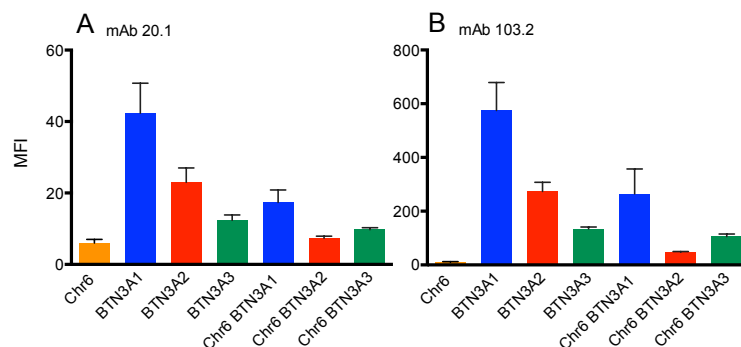 A mAb 20.1
MFI
60
40
20
0
Chr6
BTN3A1
BTN3A2
BTN3A3
Chr6 BTN3A1
Chr6 BTN3A2
Chr6 BTN3A3
B mAb 103.2
800
600
400
200
0
Chr6
BTN3A1
BTN3A2
BTN3A3
Chr6 BTN3A1
Chr6 BTN3A2
Chr6 BTN3A3